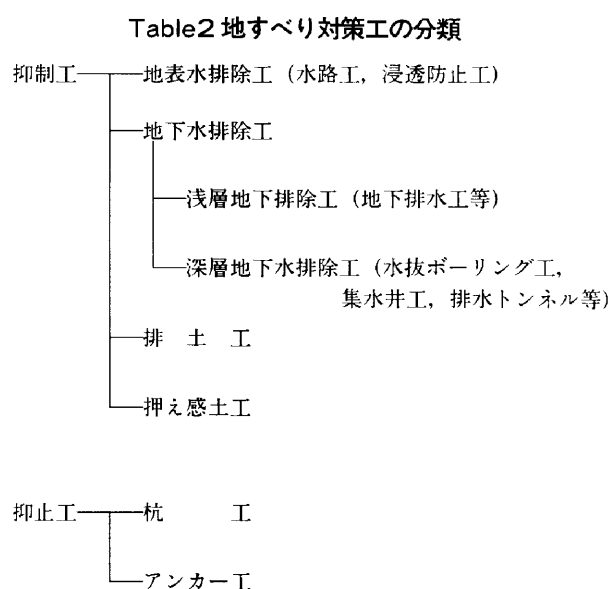 Table2 地すべり対策工の分類
抑制工 地表水排除工（水路工，浸透防止工）
地下水排除工
浅層地下排除工（地下排水工等）
深層地下水排除工（水抜ボーリング工，
集水井工，排水トンネル等）
排 土 工
押え感土工
抑止工 杭 工
アンカー工